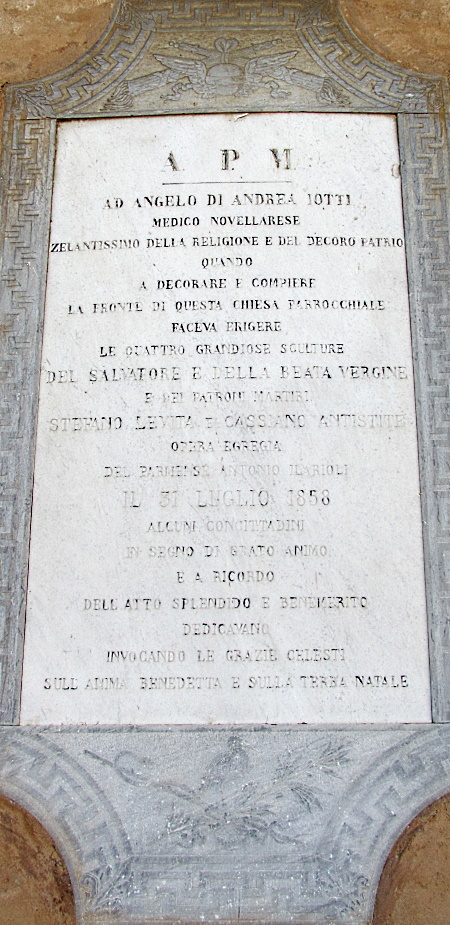 A P M
AD ANGELO DI ANDREA IOTTI
MEDICO NOVELLARESE
ZELANTISSIMO DELLA RELIGIONE E DEL DECORO PATRIO
QUANDO
A DECORARE E COMPIERE
LA FRONTE DI QUESTA CHIESA PARROCCHIALE
FACEVA ERIGERE
LE QUATTRO GRANDIOSE SCULTURE
DEL SALVATORE E DELLA BEATA VERGINE
E DEI PATRONI MARTIRI
STEFANO LEVITA E CASSIANO ANTISTITE
OPERA EGREGIA
DEL PARMENSE ANTONIO ILARIOLI
IL 31 LUGLIO 1858
ALCUNI CONCITTADINI
IN SEGNO DI GRATO ANIMO
E A RICORDO
DELL'ATTO SPLENDIDO E BENEMERITO
DEDICAVANO
INVOCANDO LE GRAZIE CELESTI
SULL'ANIMA BENEDETTA E SULLA TERRA NATALE